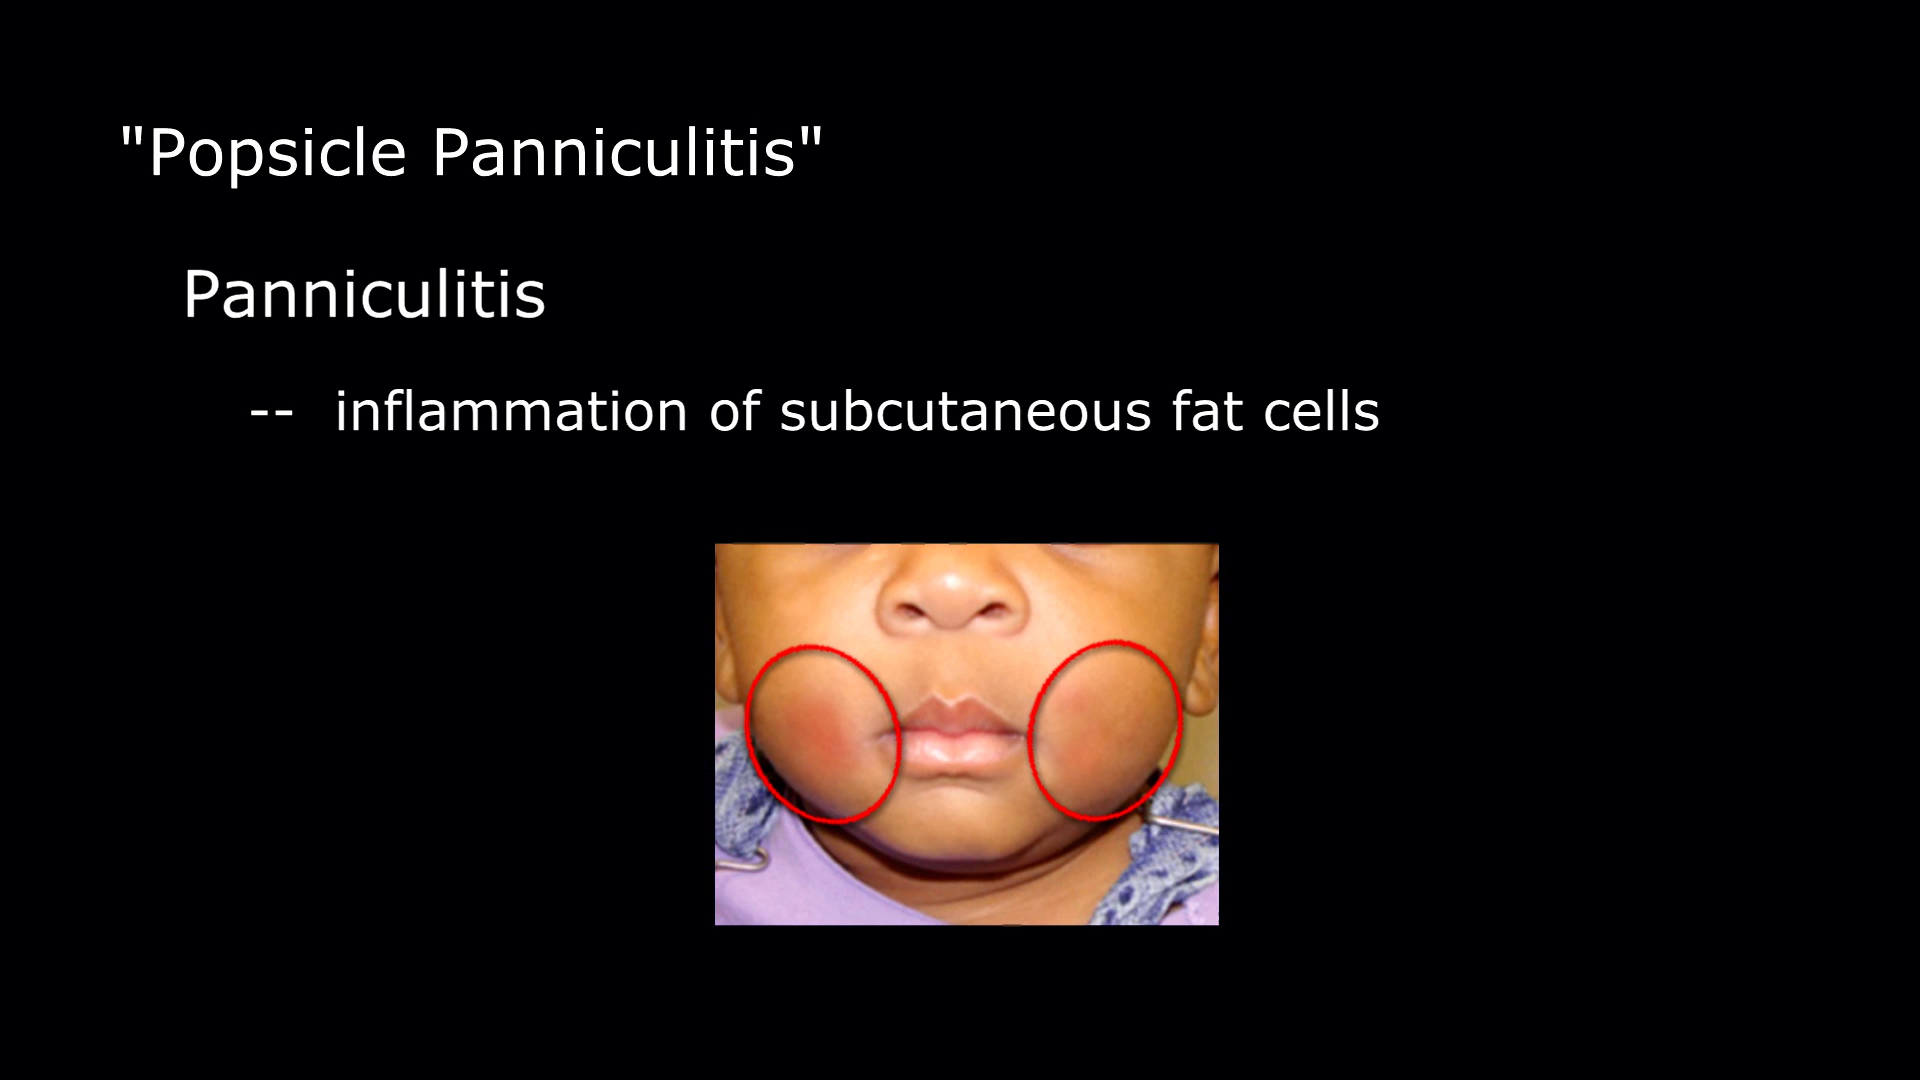 "Popsicle Panniculitis"
Panniculitis
-- inflammation of subcutaneous fat cells